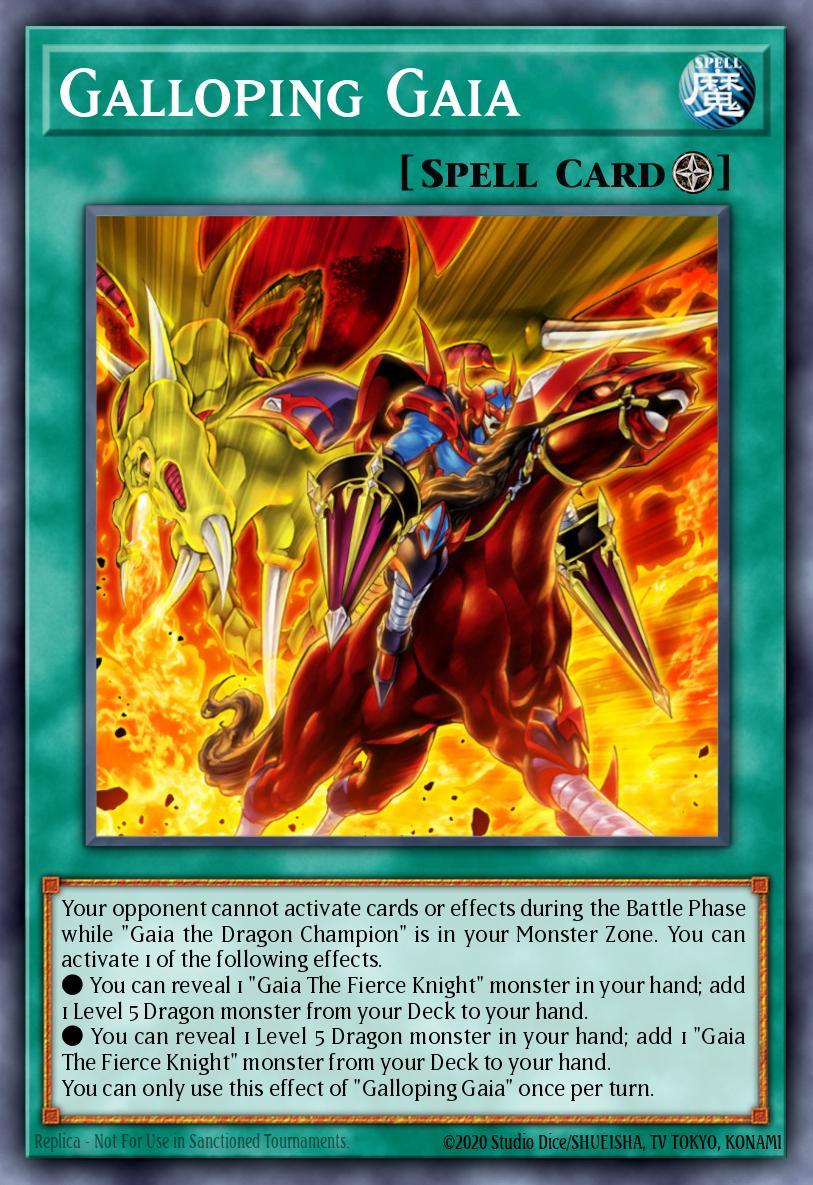 Galloping Gaia
SPELL
魔
[Spell Card]
Your opponent cannot activate cards or effects during the Battle Phase
while "Gaia the Dragon Champion" is in your Monster Zone. You can
activate 1 of the following effects.
● You can reveal 1 "Gaia The Fierce Knight" monster in your hand; add
1 Level 5 Dragon monster from your Deck to your hand.
● You can reveal 1 Level 5 Dragon monster in your hand; add 1 "Gaia
The Fierce Knight" monster from your Deck to your hand.
You can only use this effect of "Galloping Gaia" once per turn.
Replica - Not For Use in Sanctioned Tournaments.
©2020 Studio Dice/SHUEISHA, TV TOKYO, KONAMI